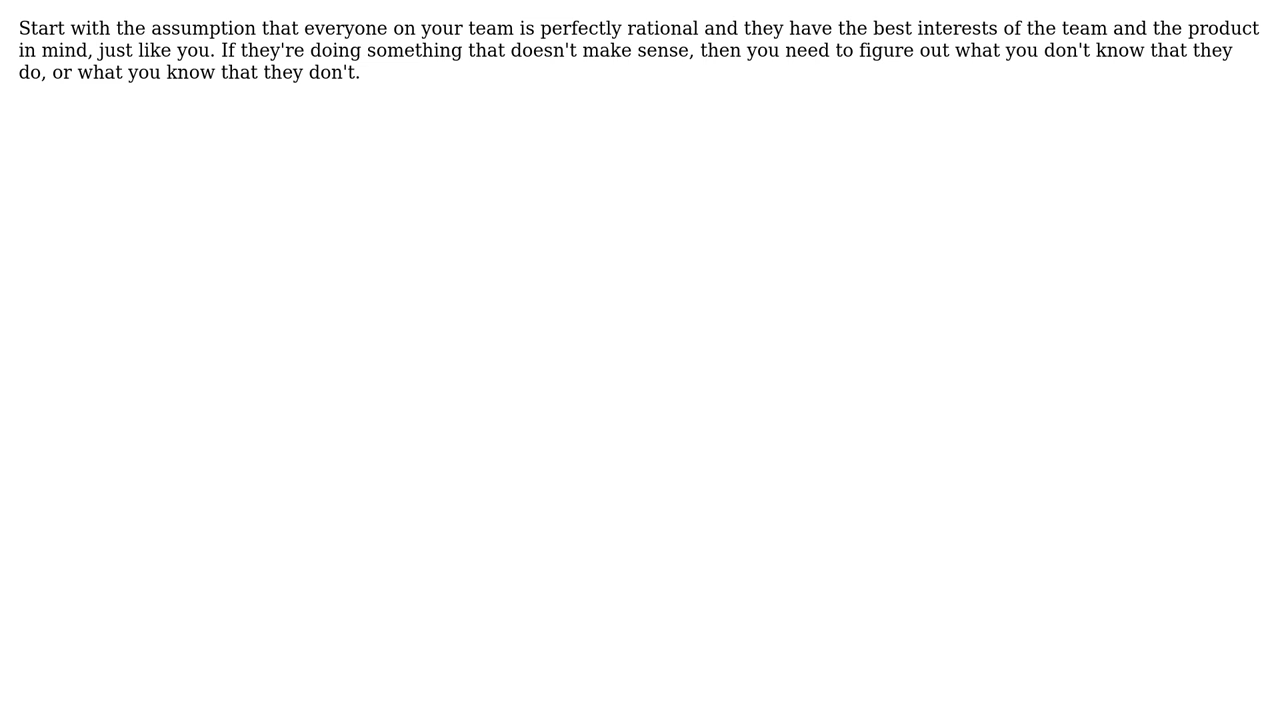 Start with the assumption that everyone on your team is perfectly rational and they have the best interests of the team and the product
in mind, just like you. If they're doing something that doesn't make sense, then you need to figure out what you don't know that they
do, or what you know that they don't.